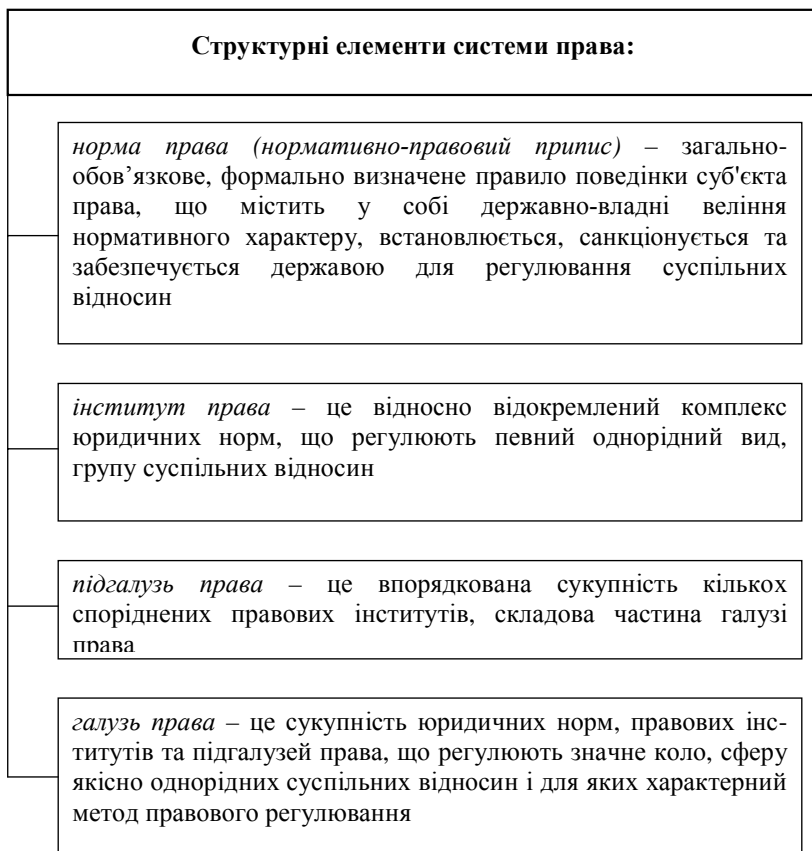 Структурні елементи системи права:
норма права (нормативно-правовий припис) – загально-
обов’язкове, формально визначене правило поведінки суб'єкта
права, що містить у собі державно-владні веління
нормативного характеру, встановлюється, санкціонується та
забезпечується державою для регулювання суспільних
відносин
інститут права – це відносно відокремлений комплекс
юридичних норм, що регулюють певний однорідний вид,
групу суспільних відносин
підгалузь права – це впорядкована сукупність кількох
споріднених правових інститутів, складова частина галузі
права
галузь права – це сукупність юридичних норм, правових інс-
титутів та підгалузей права, що регулюють значне коло, сферу
якісно однорідних суспільних відносин і для яких характерний
метод правового регулювання